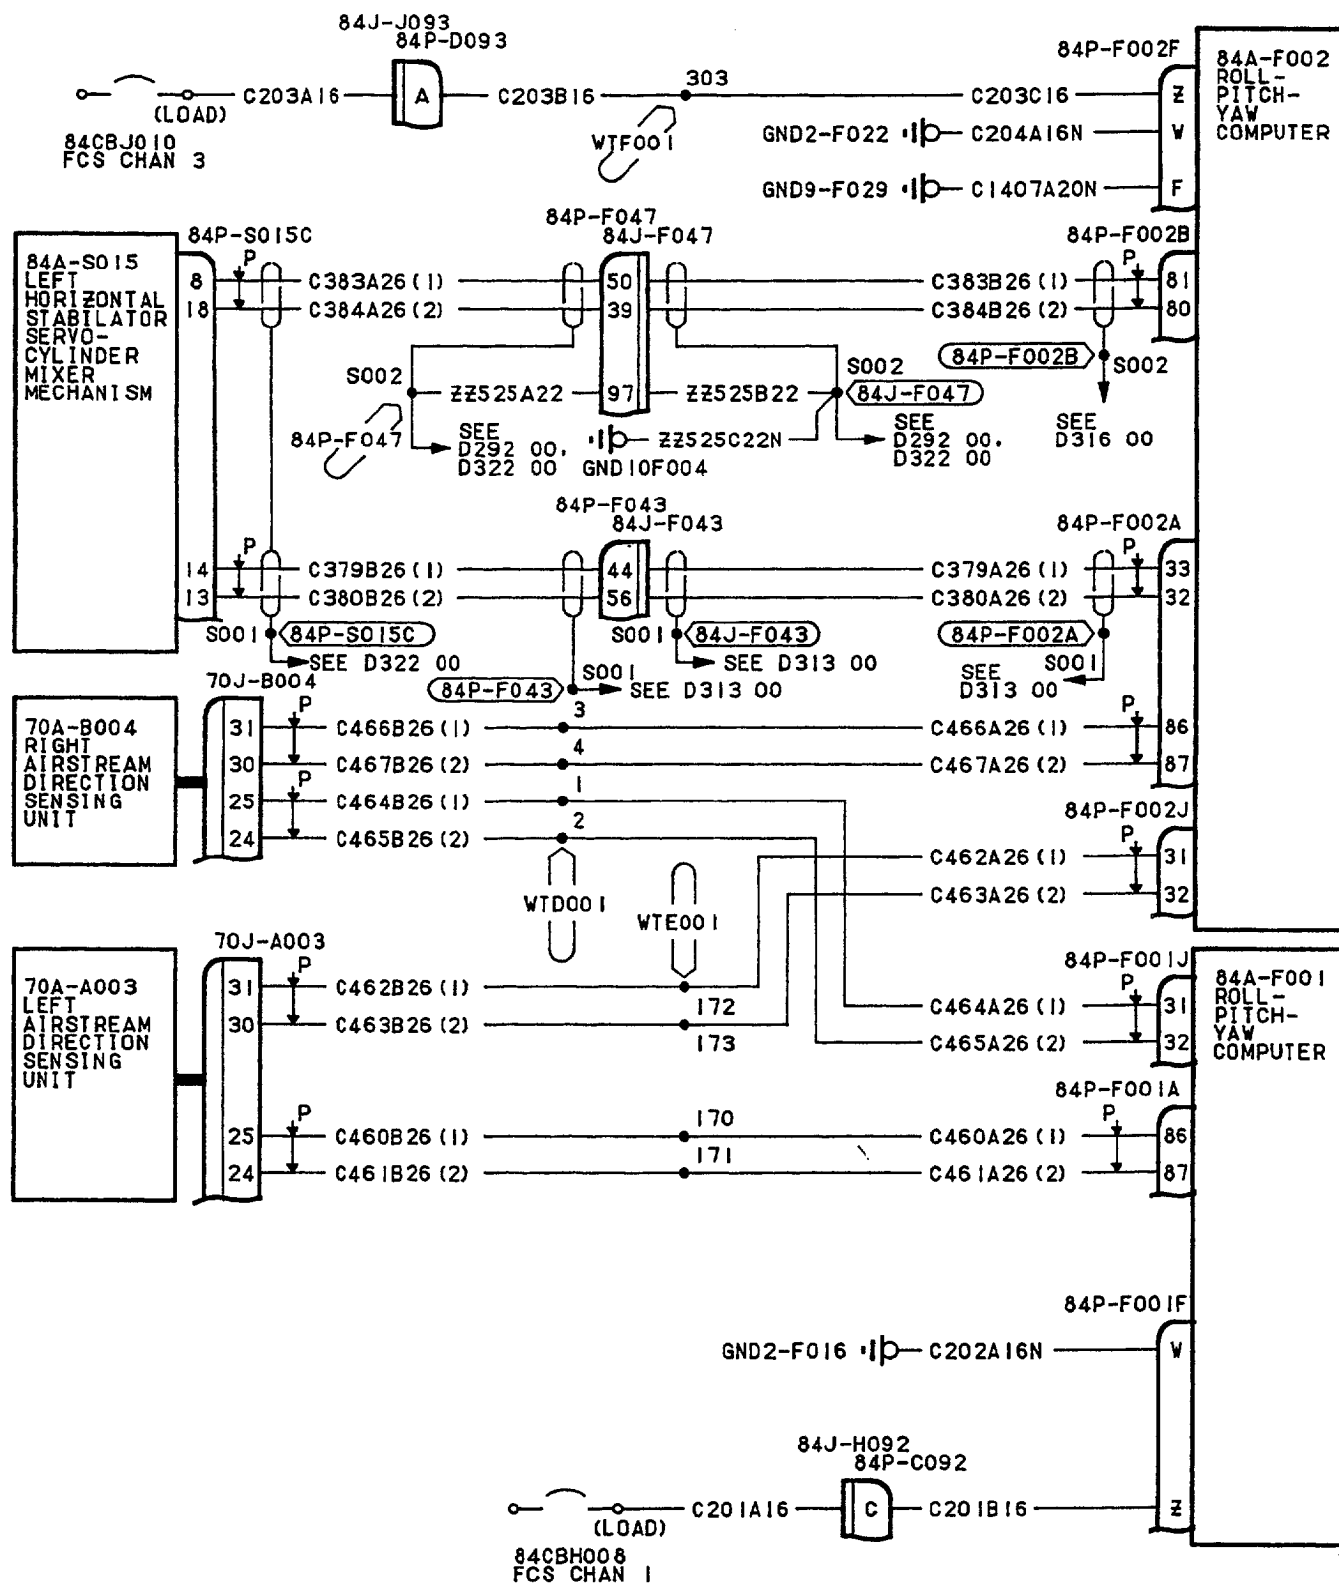 84J-J093
84P-D093
84P-F002F
84A-F002
ROLL-
PITCH-
YAW
COMPUTER
303
C203A16
A
C203B16
C203C16
Z
(LOAD)
84CBJ010
FCS CHAN 3
WTF001
GND2-F022
C204A16N
W
GND9-F029
C1407A20N
F
84P-S015C
84P-F047
84J-F047
84P-F002B
84A-S015
LEFT
HORIZONTAL
STABILATOR
SERVO-
CYLINDER
MIXER
MECHANISM
P
8
C383A26(1)
50
C383B26(1)
P
81
18
C384A26(2)
39
C384B26(2)
80
84P-F002B
S002
S002
S002
ZZ525A22
97
ZZ525B22
84J-F047
84P-F047
SEE
D292 00,
D322 00
ZZ525C22N
GND10F004
SEE
D292 00,
D322 00
SEE
D316 00
84P-F043
84J-F043
84P-F002A
P
14
C379B26(1)
44
C379A26(1)
P
33
13
C380B26(2)
56
C380A26(2)
32
S001
84P-S015C
S001
84J-F043
84P-F002A
SEE D322 00
SEE D313 00
S001
SEE
D313 00
70J-B004
84P-F043
S001
SEE D313 00
70A-B004
RIGHT
AIRSTREAM
DIRECTION
SENSING
UNIT
P
31
C466B26(1)
3
C466A26(1)
P
86
30
C467B26(2)
4
C467A26(2)
87
P
25
C464B26(1)
1
24
C465B26(2)
2
84P-F002J
P
C462A26(1)
31
C463A26(2)
32
WTD001
WTE001
70J-A003
84P-F001J
84A-F001
ROLL-
PITCH-
YAW
COMPUTER
70A-A003
LEFT
AIRSTREAM
DIRECTION
SENSING
UNIT
P
31
C462B26(1)
172
C464A26(1)
P
31
30
C463B26(2)
173
C465A26(2)
32
84P-F001A
P
25
C460B26(1)
170
C460A26(1)
P
86
24
C461B26(2)
171
C461A26(2)
87
84P-F001F
GND2-F016
C202A16N
W
84J-H092
84P-C092
C201A16
C
C201B16
Z
(LOAD)
84CBH008
FCS CHAN 1